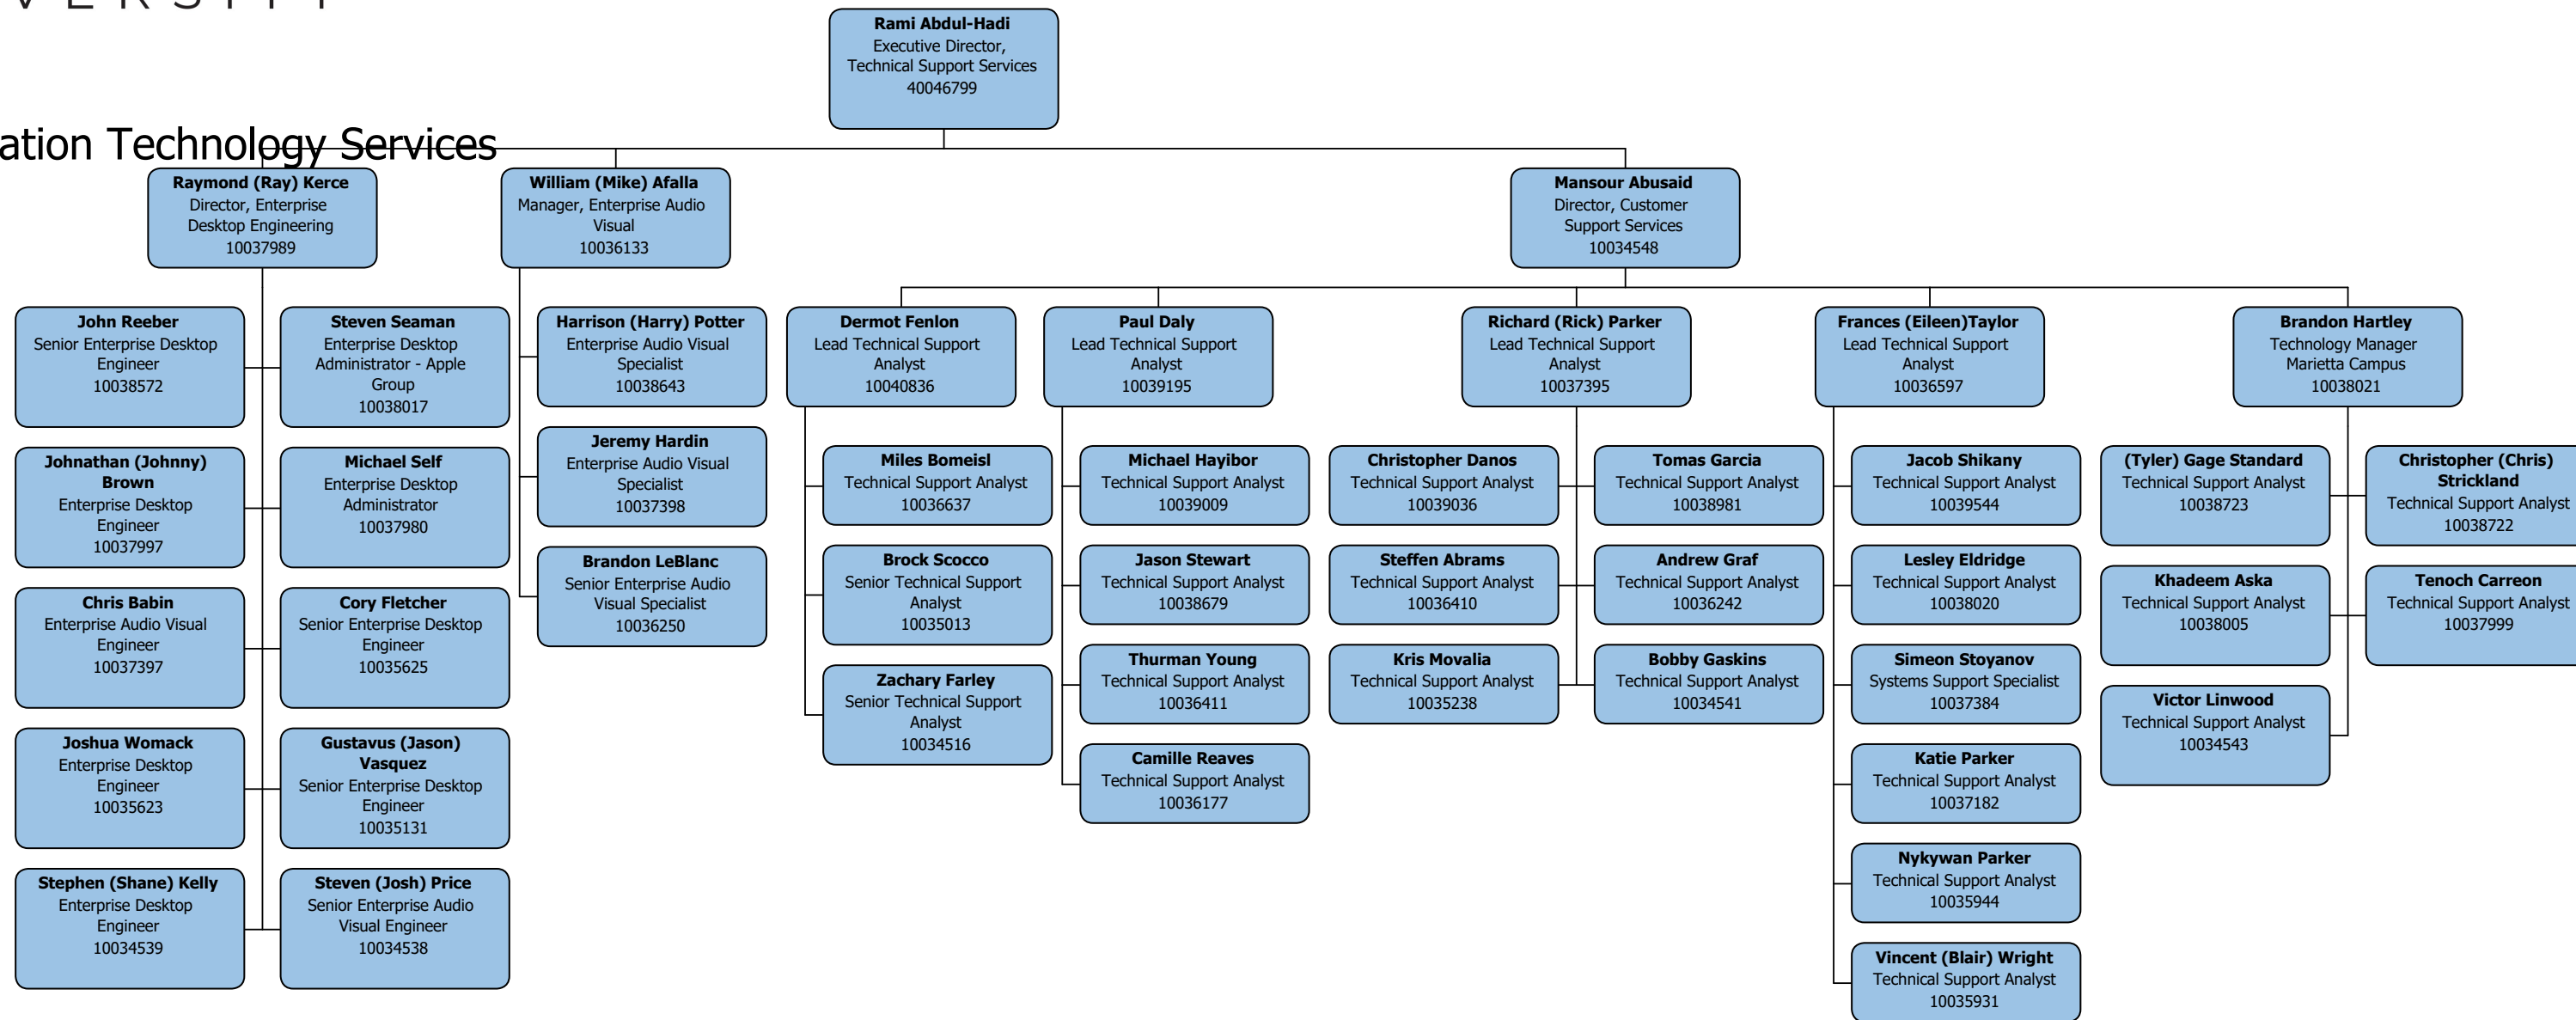 VERSITY
ation Technology Services
Rami Abdul-Hadi
Executive Director,
Technical Support Services
40046799
Raymond (Ray) Kerce
Director, Enterprise
Desktop Engineering
10037989
William (Mike) Afalla
Manager, Enterprise Audio
Visual
10036133
Mansour Abusaid
Director, Customer
Support Services
10034548
John Reeber
Senior Enterprise Desktop
Engineer
10038572
Steven Seaman
Enterprise Desktop
Administrator - Apple
Group
10038017
Johnathan (Johnny)
Brown
Enterprise Desktop
Engineer
10037997
Michael Self
Enterprise Desktop
Administrator
10037980
Chris Babin
Enterprise Audio Visual
Engineer
10037397
Cory Fletcher
Senior Enterprise Desktop
Engineer
10035625
Joshua Womack
Enterprise Desktop
Engineer
10035623
Gustavus (Jason)
Vasquez
Senior Enterprise Desktop
Engineer
10035131
Stephen (Shane) Kelly
Enterprise Desktop
Engineer
10034539
Steven (Josh) Price
Senior Enterprise Audio
Visual Engineer
10034538
Harrison (Harry) Potter
Enterprise Audio Visual
Specialist
10038643
Jeremy Hardin
Enterprise Audio Visual
Specialist
10037398
Brandon LeBlanc
Senior Enterprise Audio
Visual Specialist
10036250
Dermot Fenlon
Lead Technical Support
Analyst
10040836
Miles Bomeisl
Technical Support Analyst
10036637
Brock Scocco
Senior Technical Support
Analyst
10035013
Zachary Farley
Senior Technical Support
Analyst
10034516
Paul Daly
Lead Technical Support
Analyst
10039195
Michael Hayibor
Technical Support Analyst
10039009
Jason Stewart
Technical Support Analyst
10038679
Thurman Young
Technical Support Analyst
10036411
Camille Reaves
Technical Support Analyst
10036177
Richard (Rick) Parker
Lead Technical Support
Analyst
10037395
Christopher Danos
Technical Support Analyst
10039036
Tomas Garcia
Technical Support Analyst
10038981
Steffen Abrams
Technical Support Analyst
10036410
Andrew Graf
Technical Support Analyst
10036242
Kris Movalia
Technical Support Analyst
10035238
Bobby Gaskins
Technical Support Analyst
10034541
Frances (Eileen)Taylor
Lead Technical Support
Analyst
10036597
Jacob Shikany
Technical Support Analyst
10039544
Lesley Eldridge
Technical Support Analyst
10038020
Simeon Stoyanov
Systems Support Specialist
10037384
Katie Parker
Technical Support Analyst
10037182
Nykywan Parker
Technical Support Analyst
10035944
Vincent (Blair) Wright
Technical Support Analyst
10035931
Brandon Hartley
Technology Manager
Marietta Campus
10038021
(Tyler) Gage Standard
Technical Support Analyst
10038723
Christopher (Chris)
Strickland
Technical Support Analyst
10038722
Khadeem Aska
Technical Support Analyst
10038005
Tenoch Carreon
Technical Support Analyst
10037999
Victor Linwood
Technical Support Analyst
10034543